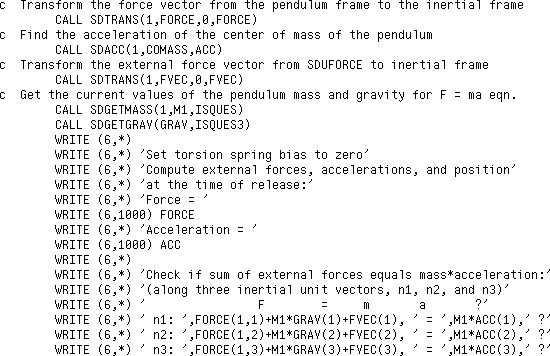 c  Transform the force vector from the pendulum frame to the inertial frame
CALL SDTRANS(1,FORCE,0,FORCE)
c  Find the acceleration of the center of mass of the pendulum
CALL SDACC(1,COMASS,ACC)
c  Transform the external force vector from SDUFORCE to inertial frame
CALL SDTRANS(1,FVEC,0,FVEC)
c  Get the current values of the pendulum mass and gravity for F = ma eqn.
CALL SDGETMASS(1,M1,ISQUES)
CALL SDGETGRAV(GRAV,ISQUES3)
WRITE (6,*)
WRITE (6,*) 'Set torsion spring bias to zero'
WRITE (6,*) 'Compute external forces, accelerations, and position'
WRITE (6,*) 'at the time of release:'
WRITE (6,*) 'Force = '
WRITE (6,1000) FORCE
WRITE (6,*) 'Acceleration = '
WRITE (6,1000) ACC
WRITE (6,*)
WRITE (6,*) 'Check if sum of external forces equals mass*acceleration:'
WRITE (6,*) '(along three inertial unit vectors, n1, n2, and n3)'
WRITE (6,*) '                F          =      m       a       ?'
WRITE (6,*) ' n1: ',FORCE(1,1)+M1*GRAV(1)+FVEC(1), ' = ',M1*ACC(1),' ?'
WRITE (6,*) ' n2: ',FORCE(1,2)+M1*GRAV(2)+FVEC(2), ' = ',M1*ACC(2),' ?'
WRITE (6,*) ' n3: ',FORCE(1,3)+M1*GRAV(3)+FVEC(3), ' = ',M1*ACC(3),' ?'